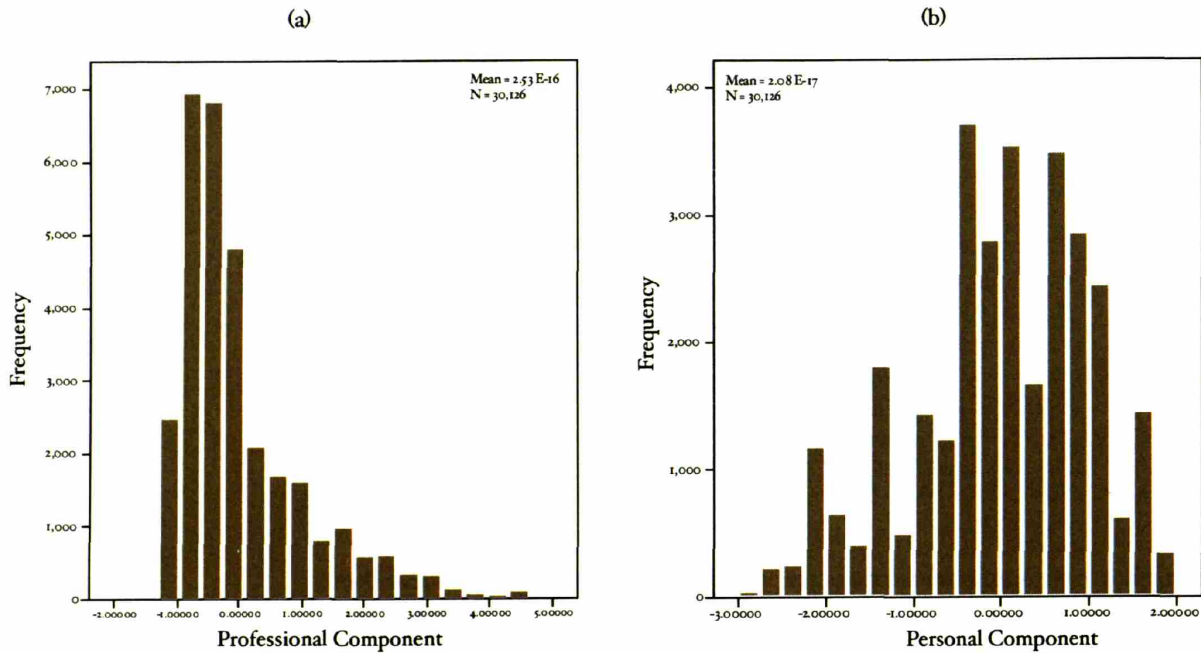 (a)
Mean = 2.53 E-16
N = 30,126
7,000
6,000
5,000
4,000
3,000
2,000
1,000
0
Frequency
-2.00000 -1.00000 0.00000 1.00000 2.00000 3.00000 4.00000 5.00000
Professional Component
(b)
Mean = 2.08 E-17
N = 30,126
4,000
3,000
2,000
1,000
0
Frequency
-3.00000 -2.00000 -1.00000 0.00000 1.00000 2.00000
Personal Component